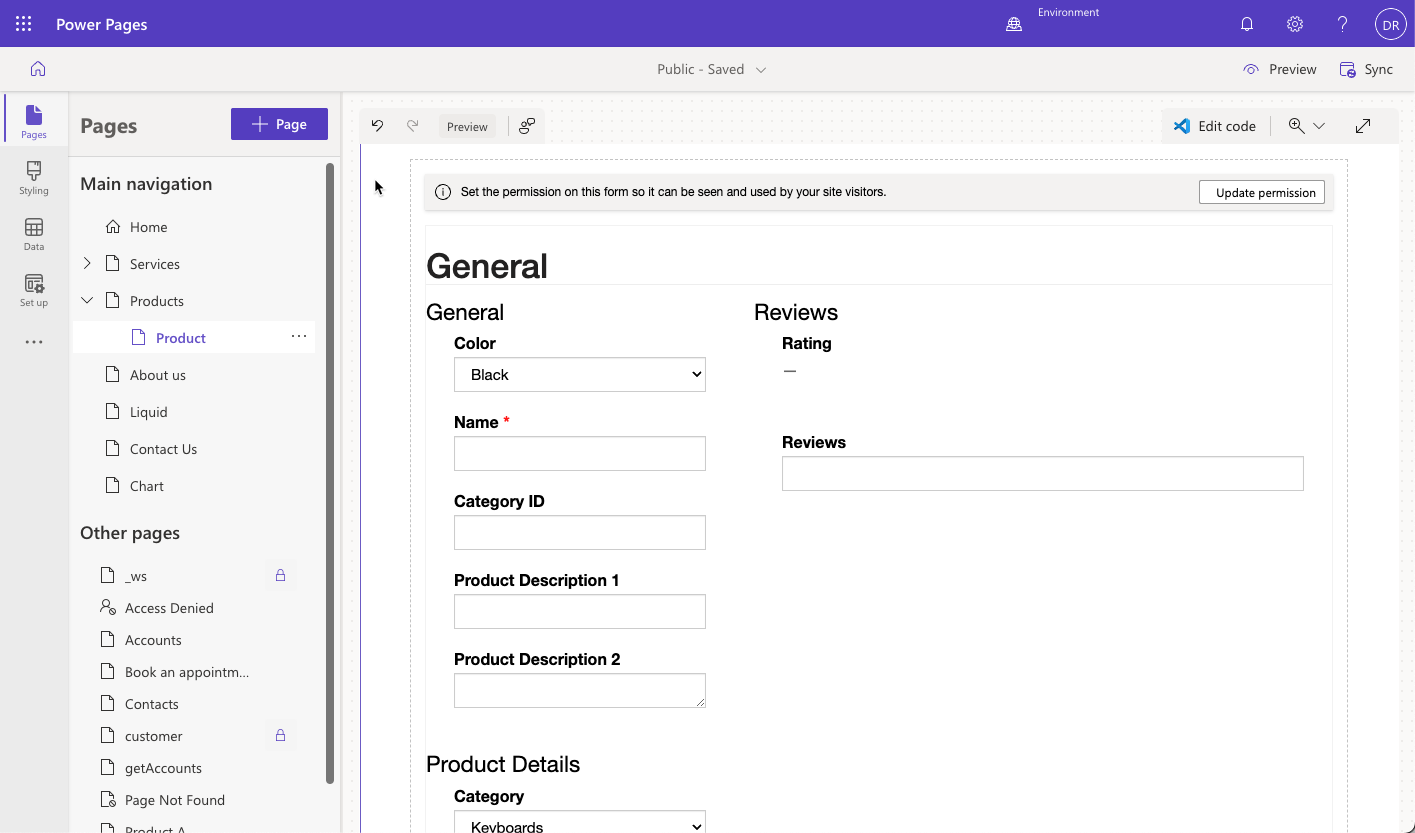 Power Pages
Environment
DR
Public - Saved
Preview
Sync
Pages
Styling
Data
Set up
Pages
Page
Main navigation
Home
Services
Products
Product
About us
Liquid
Contact Us
Chart
Other pages
_ws
Access Denied
Accounts
Book an appointm...
Contacts
customer
getAccounts
Page Not Found
Product A
Preview
Edit code
Set the permission on this form so it can be seen and used by your site visitors.
Update permission
General
General
Color
Black
Name *
Category ID
Product Description 1
Product Description 2
Reviews
Rating
—
Reviews
Product Details
Category
Keyboards